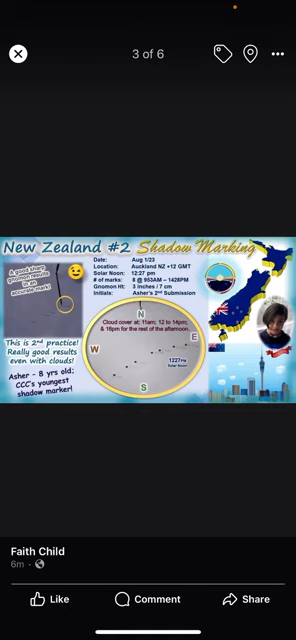 3 of 6
New Zealand #2 Shadow Marking
A good sharp
gnomon results
in an
accurate mark!
Date: Aug 1/23
Location: Auckland NZ +12 GMT
Solar Noon: 12:27 pm
# of marks: 8 @ 953AM – 1428PM
Gnomon Ht: 3 inches / 7 cm
Initials: Asher's 2nd Submission
N
Cloud cover at: 11am; 12 to 14pm;
& 16pm for the rest of the afternoon.
E
W
1227PM
Solar Noon
S
This is 2nd practice!
Really good results
even with clouds!
Asher - 8 yrs old;
CCC's youngest
shadow marker!
Faith Child
6m ·
Like
Comment
Share